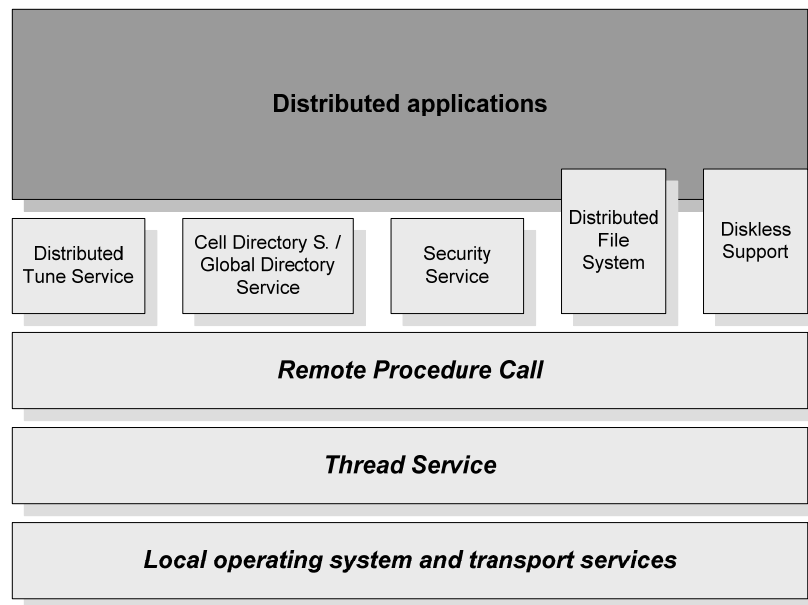 Distributed applications
Distributed
Tune Service
Cell Directory S. /
Global Directory
Service
Security
Service
Distributed
File
System
Diskless
Support
Remote Procedure Call
Thread Service
Local operating system and transport services